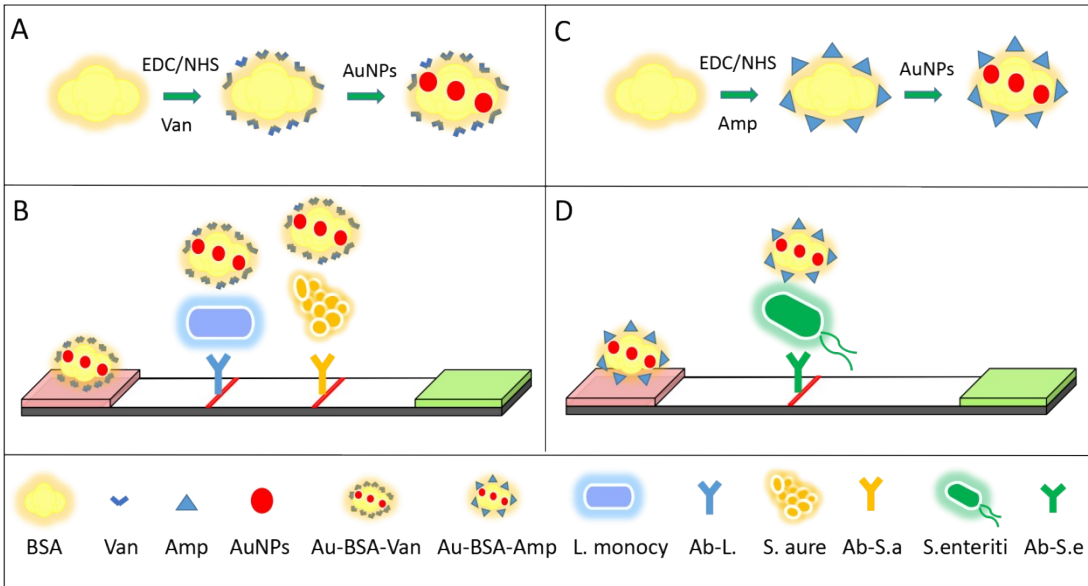 A
EDC/NHS
Van
AuNPs
C
EDC/NHS
Amp
AuNPs
B
D
BSA Van Amp AuNPs Au-BSA-Van Au-BSA-Amp L. monocy Ab-L. S. aure Ab-S.a S.enteriti Ab-S.e